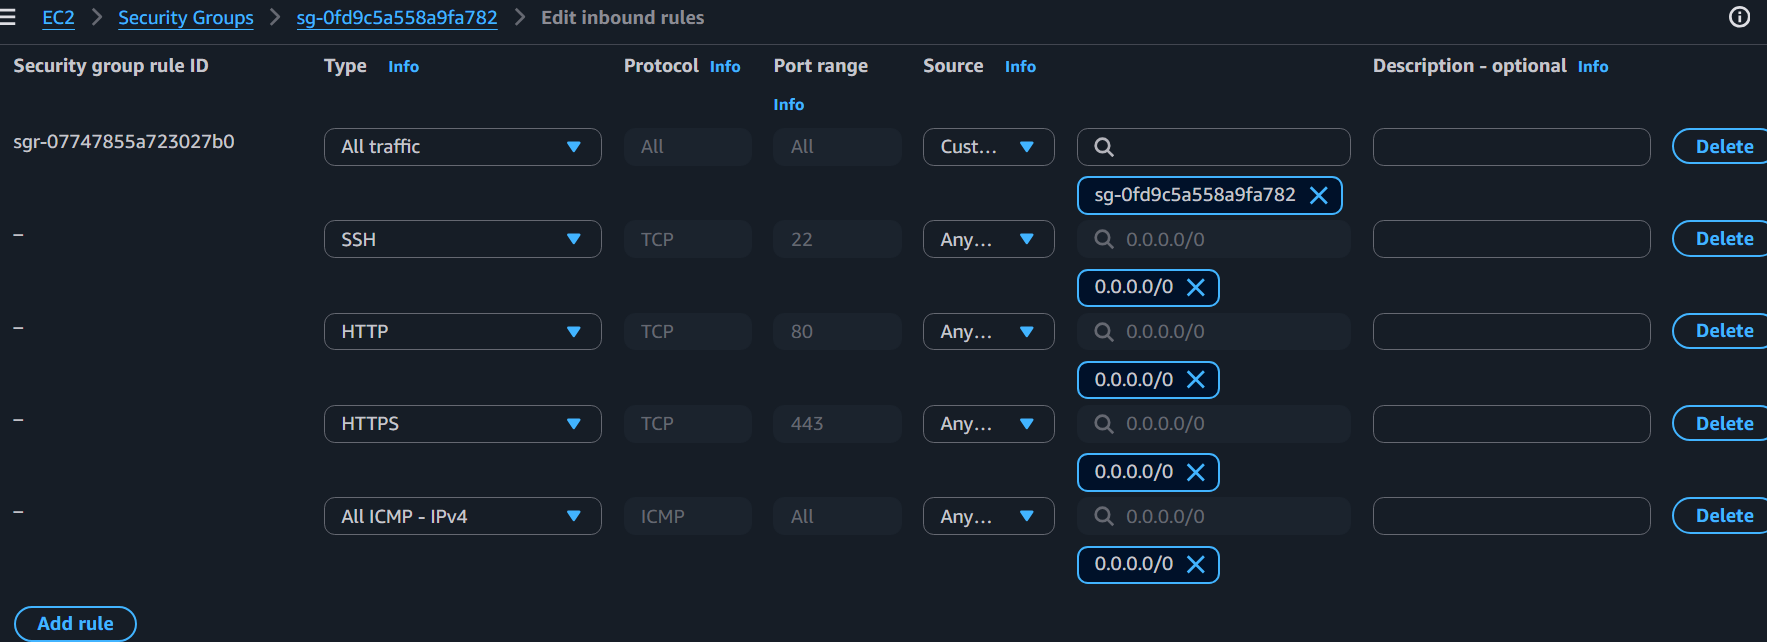 EC2 > Security Groups > sg-0fd9c5a558a9fa782 > Edit inbound rules
Security group rule ID Type Info Protocol Info Port range Source Info Description - optional Info
Info
sgr-07747855a723027b0 All traffic All All Cust... Delete
sg-0fd9c5a558a9fa782
– SSH TCP 22 Any... 0.0.0.0/0 Delete
0.0.0.0/0
– HTTP TCP 80 Any... 0.0.0.0/0 Delete
0.0.0.0/0
– HTTPS TCP 443 Any... 0.0.0.0/0 Delete
0.0.0.0/0
– All ICMP - IPv4 ICMP All Any... 0.0.0.0/0 Delete
0.0.0.0/0
Add rule